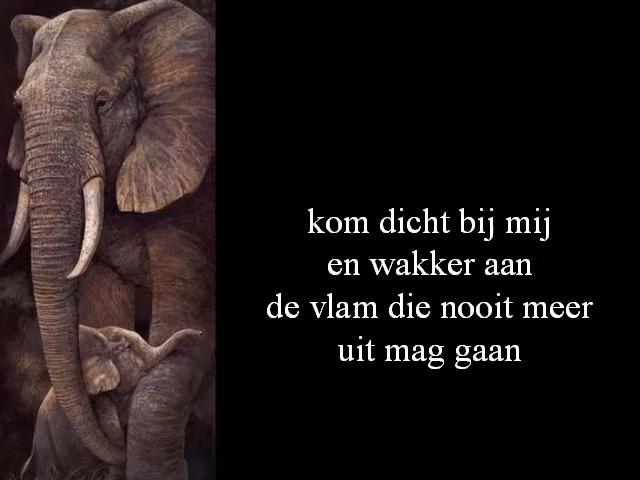 kom dicht bij mij
en wakker aan
de vlam die nooit meer
uit mag gaan